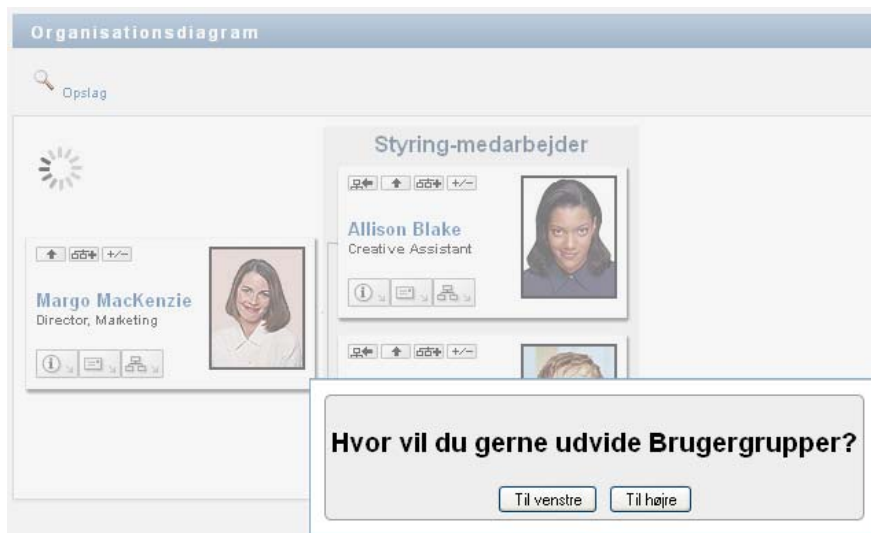 Organisationsdiagram
Opslag
Styring-medarbejder
+/-
Allison Blake
Creative Assistant
+/-
Margo MacKenzie
Director, Marketing
+/-
Hvor vil du gerne udvide Brugergrupper?
Til venstre Til højre